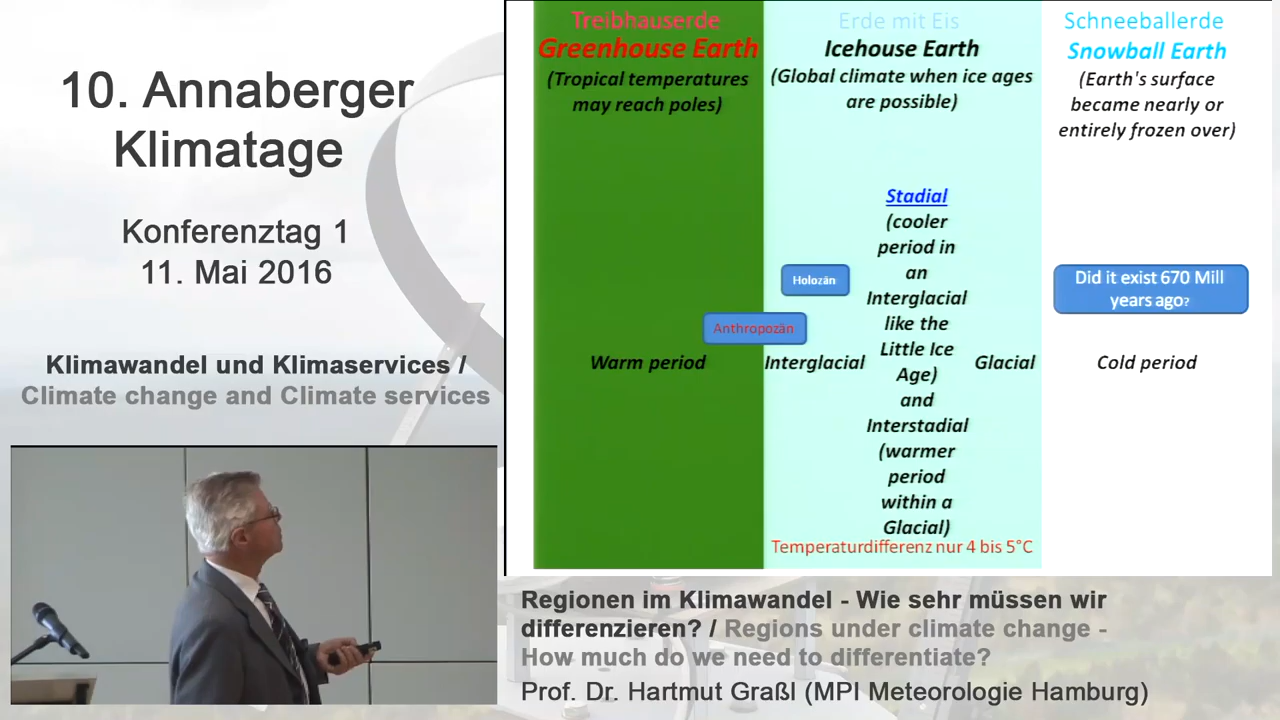 10. Annaberger
Klimatage
Konferenztag 1
11. Mai 2016
Klimawandel und Klimaservices /
Climate change and Climate services
Treibhauserde
Greenhouse Earth
(Tropical temperatures
may reach poles)
Warm period
Anthropozän
Erde mit Eis
Icehouse Earth
(Global climate when ice ages
are possible)
Holozän
Interglacial
Stadial
(cooler
period in
an
Interglacial
like the
Little Ice
Age)
and
Interstadial
(warmer
period
within a
Glacial)
Glacial
Temperaturdifferenz nur 4 bis 5°C
Schneeballerde
Snowball Earth
(Earth's surface
became nearly or
entirely frozen over)
Did it exist 670 Mill
years ago?
Cold period
Regionen im Klimawandel - Wie sehr müssen wir
differenzieren? / Regions under climate change -
How much do we need to differentiate?
Prof. Dr. Hartmut Graßl (MPI Meteorologie Hamburg)